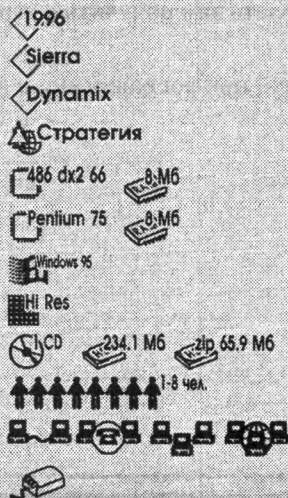 1996
Sierra
Dynamix
Стратегия
486 dx2 66 8 Мб
Pentium 75 8 Мб
Windows 95
Hi Res
1 CD 234.1 Мб zip 65.9 Мб
1-8 чел.